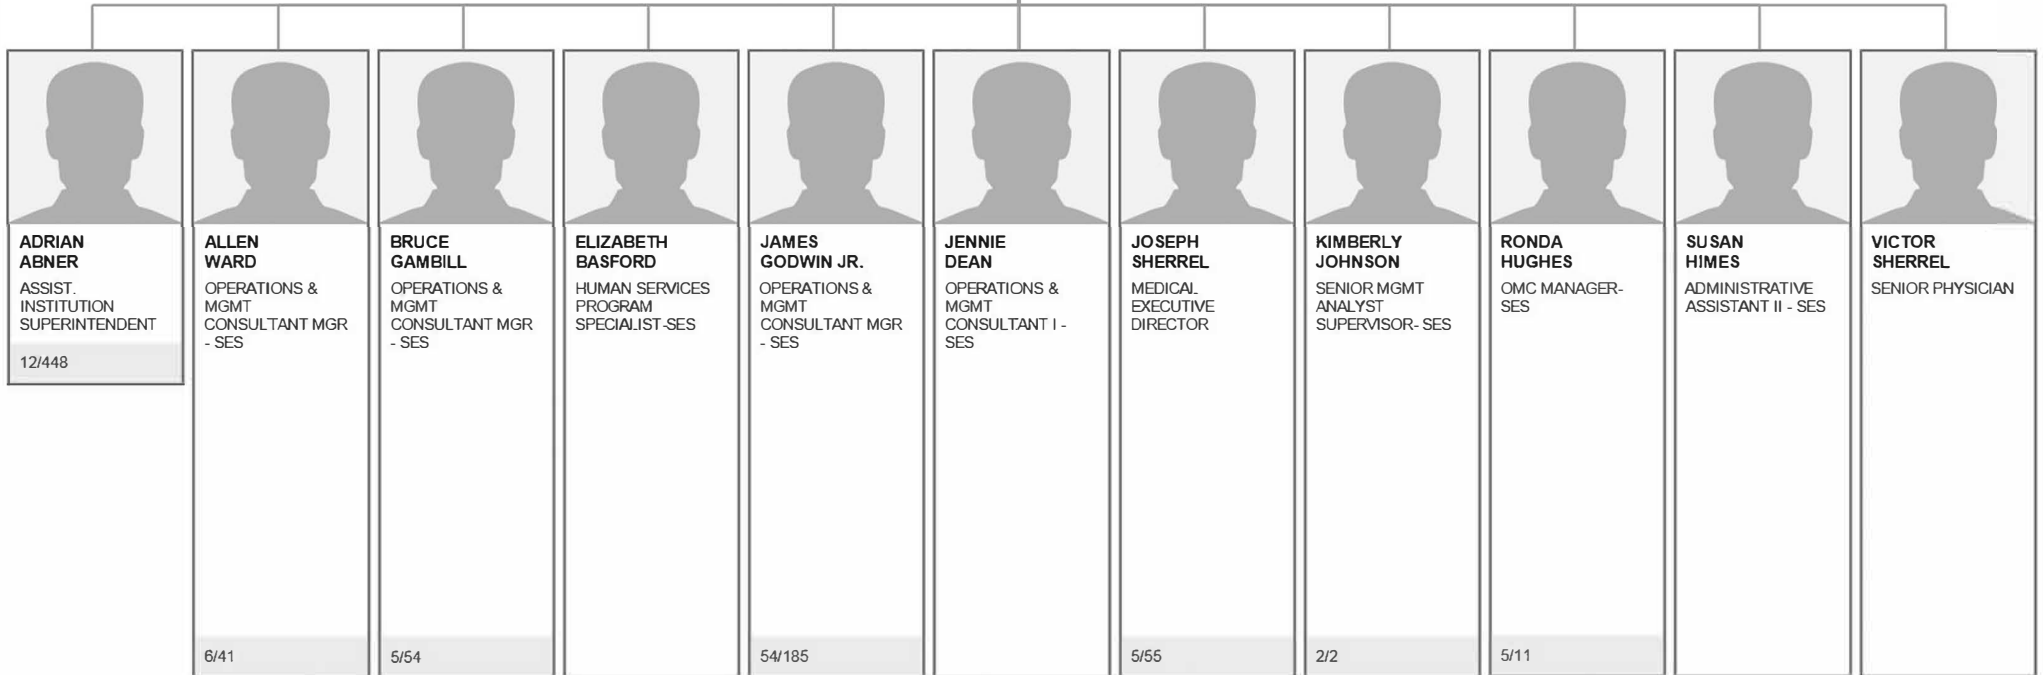 ADRIAN
ABNER
ASSIST.
INSTITUTION
SUPERINTENDENT
12/448
ALLEN
WARD
OPERATIONS &
MGMT
CONSULTANT MGR
- SES
6/41
BRUCE
GAMBILL
OPERATIONS &
MGMT
CONSULTANT MGR
- SES
5/54
ELIZABETH
BASFORD
HUMAN SERVICES
PROGRAM
SPECIALIST-SES
JAMES
GODWIN JR.
OPERATIONS &
MGMT
CONSULTANT MGR
- SES
54/185
JENNIE
DEAN
OPERATIONS &
MGMT
CONSULTANT I -
SES
JOSEPH
SHERREL
MEDICAL
EXECUTIVE
DIRECTOR
5/55
KIMBERLY
JOHNSON
SENIOR MGMT
ANALYST
SUPERVISOR- SES
2/2
RONDA
HUGHES
OMC MANAGER-
SES
5/11
SUSAN
HIMES
ADMINISTRATIVE
ASSISTANT II - SES
VICTOR
SHERREL
SENIOR PHYSICIAN